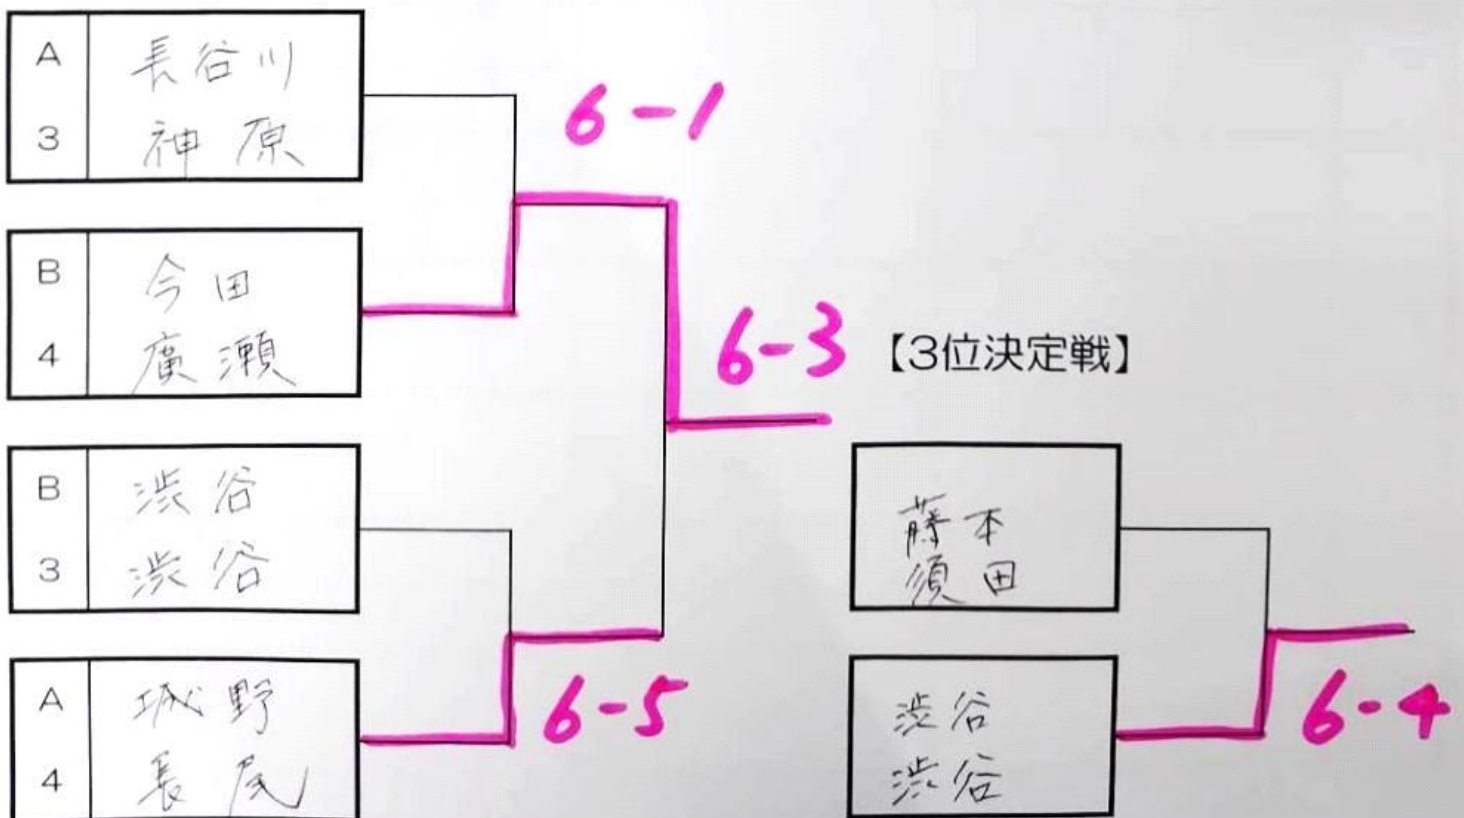 A 長谷川
3 神原
6-1
B 今田
4 廣瀬
6-3 【3位決定戦】
B 渋谷
3 渋谷
藤本
須田
A 城野
4 長尾
6-5
渋谷
渋谷
6-4